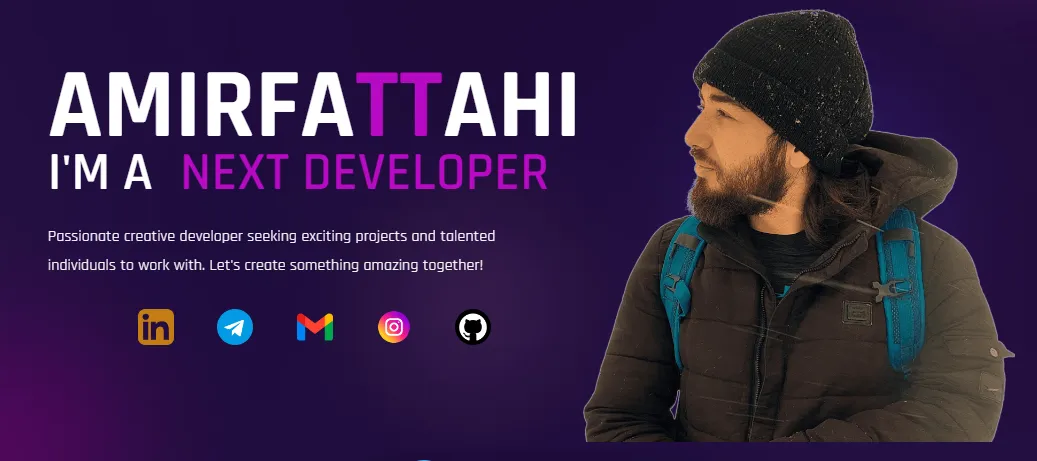 AMIRFATTAHI
I'M A NEXT DEVELOPER
Passionate creative developer seeking exciting projects and talented
individuals to work with. Let's create something amazing together!
in